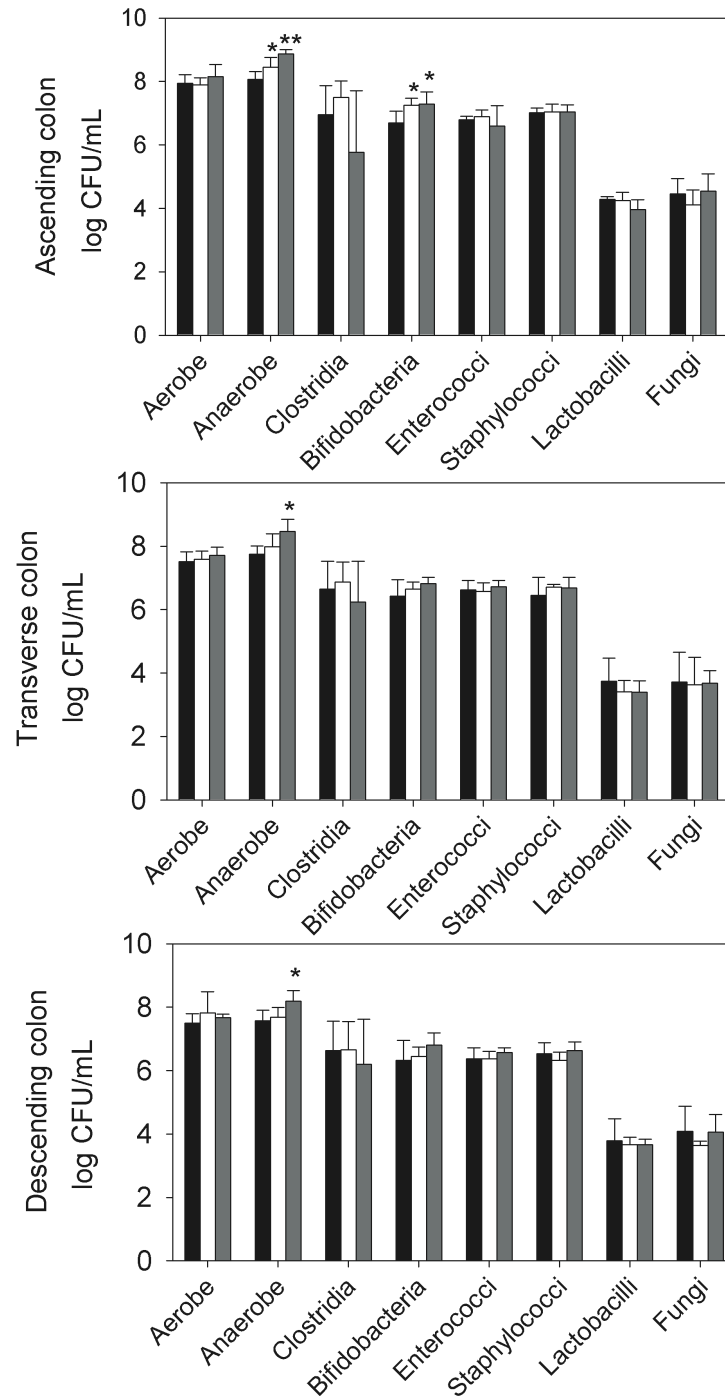 Ascending colon
log CFU/mL
10
8
6
4
2
0
* **
* *
Aerobe
Anaerobe
Clostridia
Bifidobacteria
Enterococci
Staphylococci
Lactobacilli
Fungi
Transverse colon
log CFU/mL
10
8
6
4
2
0
*
Aerobe
Anaerobe
Clostridia
Bifidobacteria
Enterococci
Staphylococci
Lactobacilli
Fungi
Descending colon
log CFU/mL
10
8
6
4
2
0
*
Aerobe
Anaerobe
Clostridia
Bifidobacteria
Enterococci
Staphylococci
Lactobacilli
Fungi